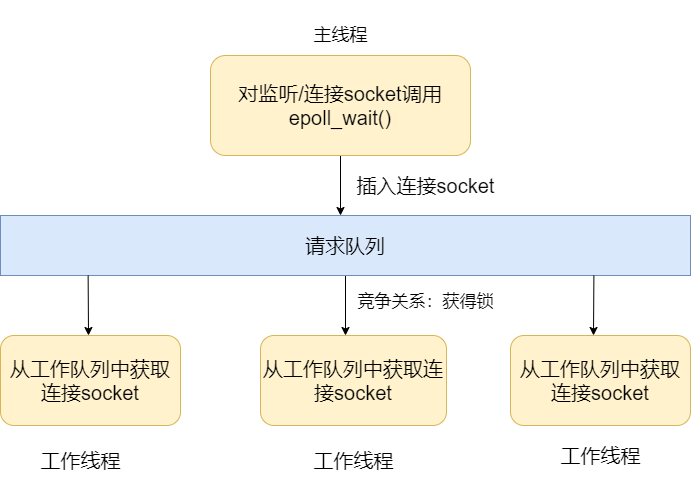 主线程
对监听/连接socket调用
epoll_wait()
插入连接socket
请求队列
竞争关系：获得锁
从工作队列中获取
连接socket
从工作队列中获取连
接socket
从工作队列中获取
连接socket
工作线程
工作线程
工作线程